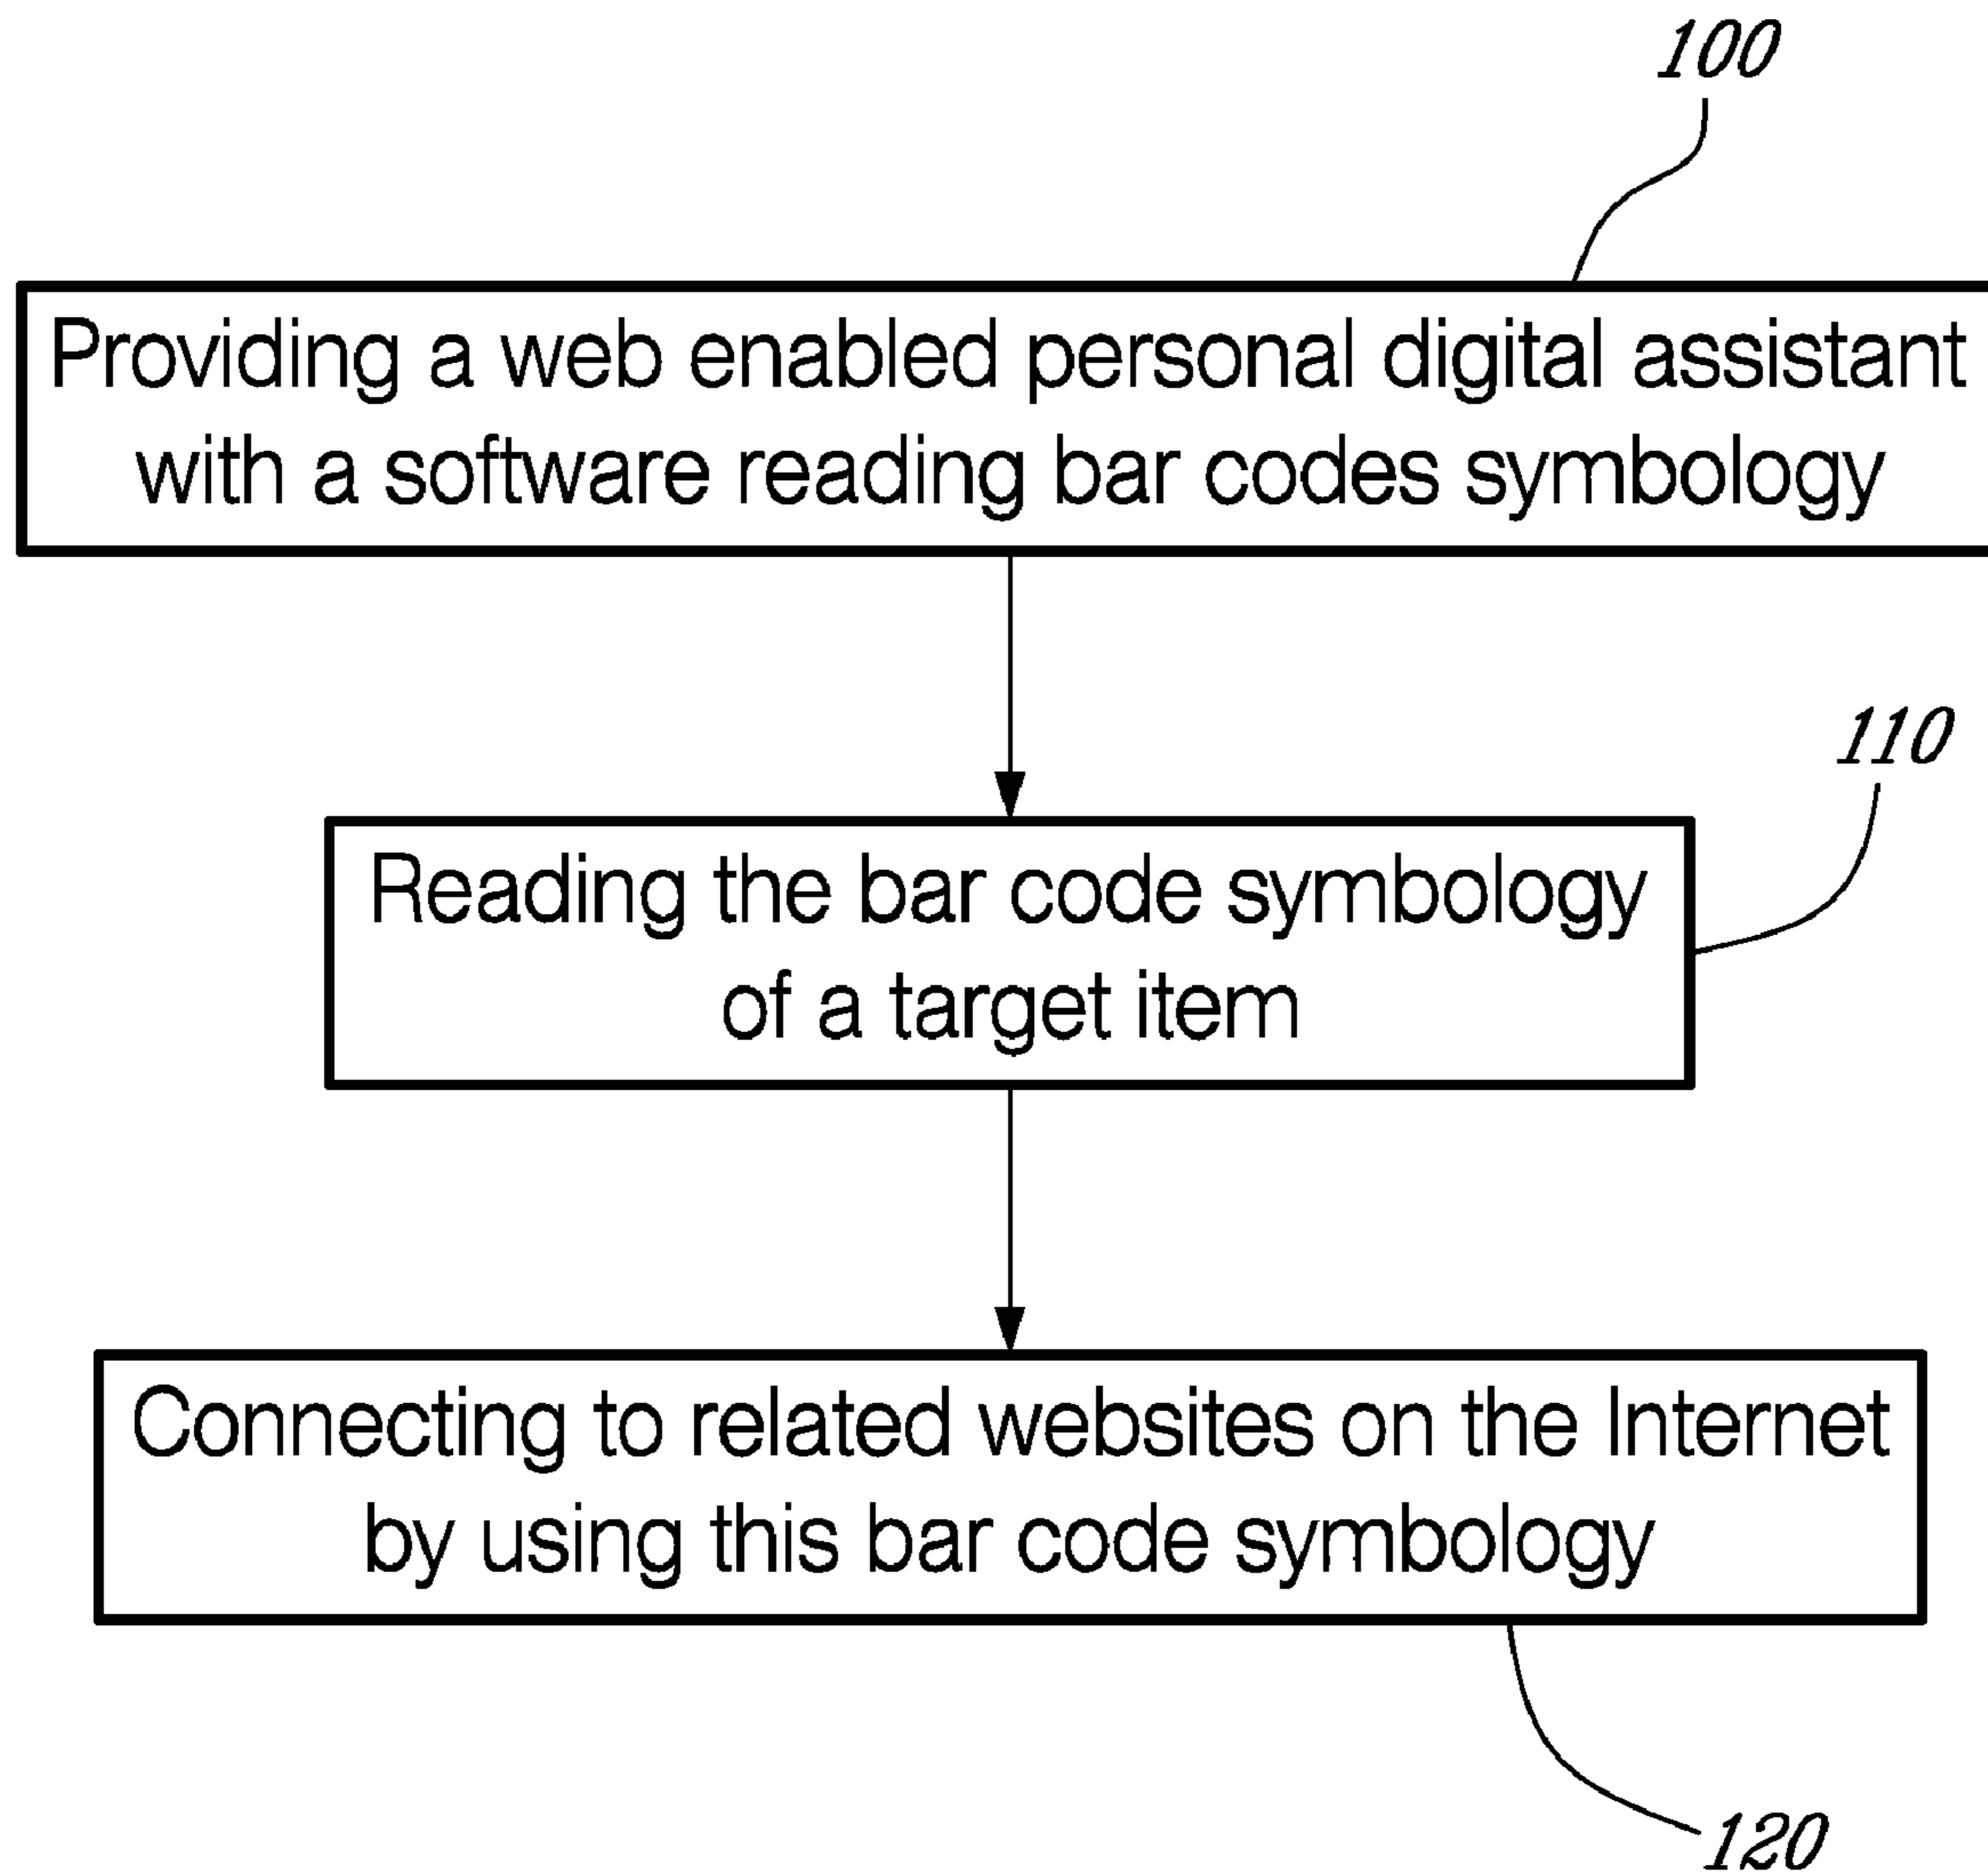 100
Providing a web enabled personal digital assistant
with a software reading bar codes symbology
110
Reading the bar code symbology
of a target item
Connecting to related websites on the Internet
by using this bar code symbology
120